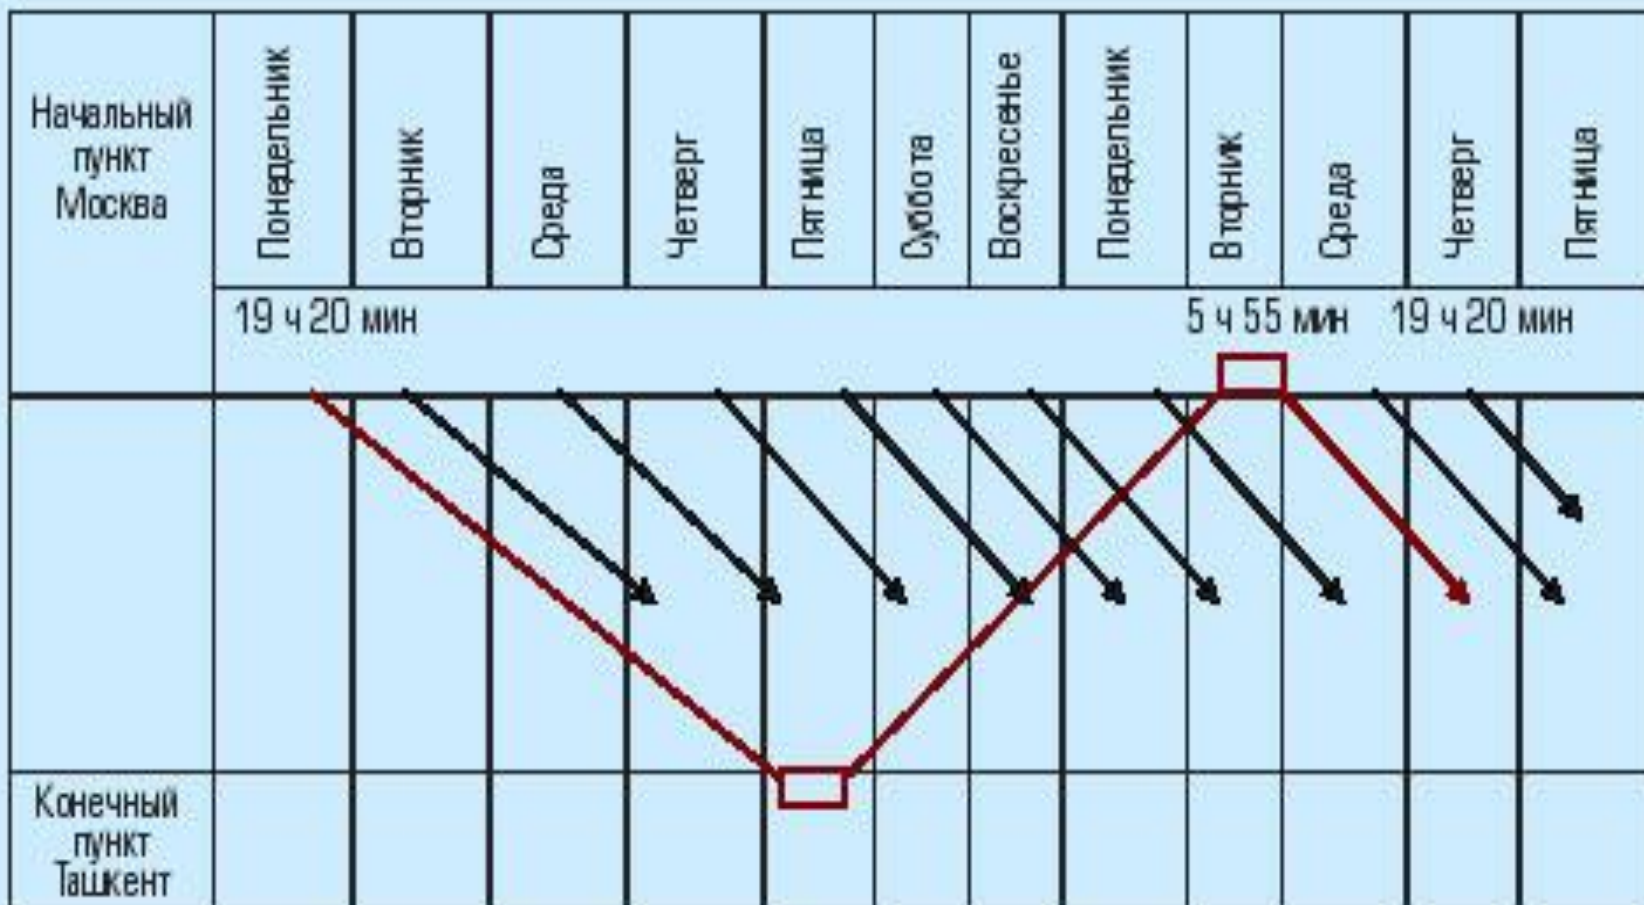 Начальный
пункт
Москва
Понедельник
Вторник
Среда
Четверг
Пятница
Суббота
Воскресенье
Понедельник
Вторник
Среда
Четверг
Пятница
19 ч 20 мин
5 ч 55 мин
19 ч 20 мин
Конечный
пункт
Ташкент